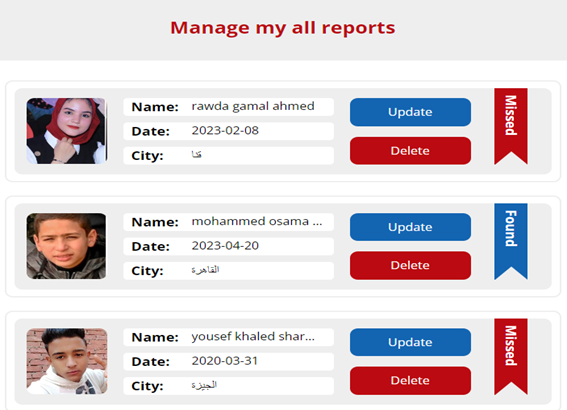 Manage my all reports
Name: rawda gamal ahmed
Update
Missed
Date: 2023-02-08
City: قنا
Delete
Name: mohammed osama ...
Update
Found
Date: 2023-04-20
City: القاهرة
Delete
Name: yousef khaled shar...
Update
Missed
Date: 2020-03-31
City: الجيزة
Delete